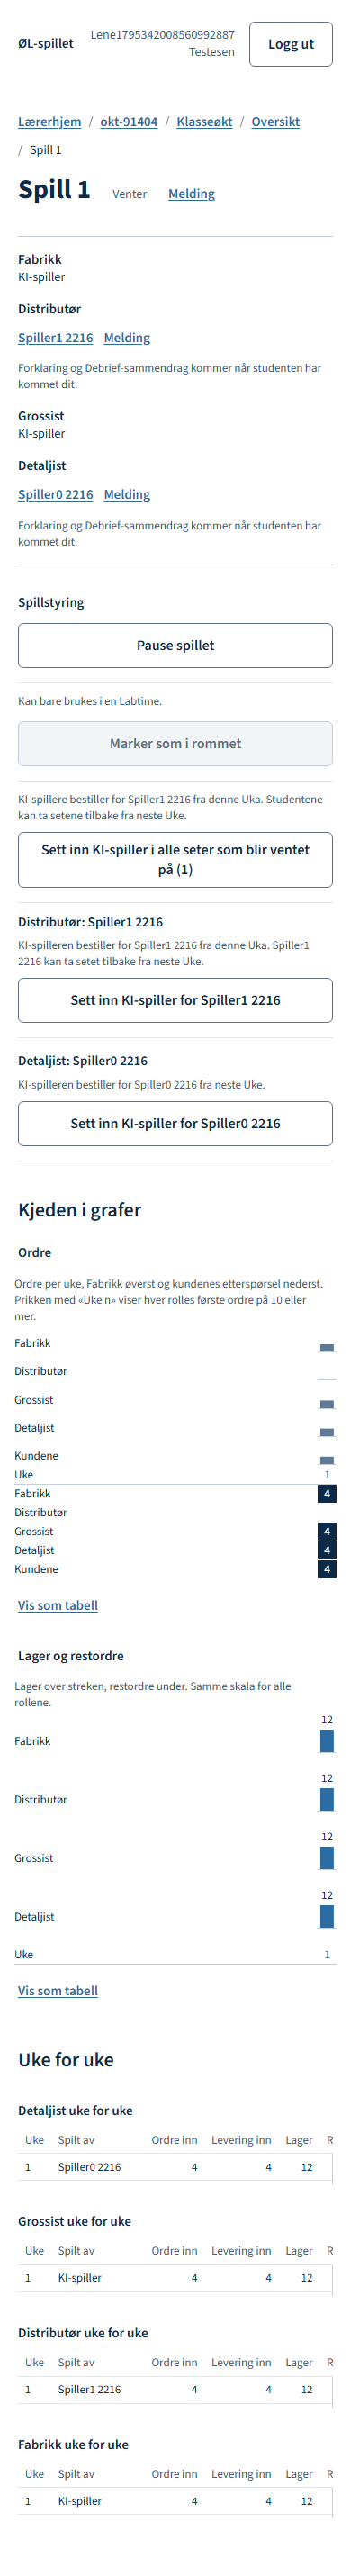 ØL-spillet
Lene1795342008560992887
Testesen
Logg ut
Lærerhjem / okt-91404 / Klasseøkt / Oversikt
/ Spill 1
Spill 1 Venter Melding
Fabrikk
KI-spiller
Distributør
Spiller1 2216 Melding
Forklaring og Debrief-sammendrag kommer når studenten har
kommet dit.
Grossist
KI-spiller
Detaljist
Spiller0 2216 Melding
Forklaring og Debrief-sammendrag kommer når studenten har
kommet dit.
Spillstyring
Pause spillet
Kan bare brukes i en Labtime.
Marker som i rommet
KI-spillere bestiller for Spiller1 2216 fra denne Uka. Studentene
kan ta setene tilbake fra neste Uke.
Sett inn KI-spiller i alle seter som blir ventet
på (1)
Distributør: Spiller1 2216
KI-spilleren bestiller for Spiller1 2216 fra denne Uka. Spiller1
2216 kan ta setet tilbake fra neste Uke.
Sett inn KI-spiller for Spiller1 2216
Detaljist: Spiller0 2216
KI-spilleren bestiller for Spiller0 2216 fra neste Uke.
Sett inn KI-spiller for Spiller0 2216
Kjeden i grafer
Ordre
Ordre per uke, Fabrikk øverst og kundenes etterspørsel nederst.
Prikken med «Uke n» viser hver rolles første ordre på 10 eller
mer.
Fabrikk
Distributør
Grossist
Detaljist
Kundene
Uke 1
Fabrikk 4
Distributør
Grossist 4
Detaljist 4
Kundene 4
Vis som tabell
Lager og restordre
Lager over streken, restordre under. Samme skala for alle
rollene.
12
Fabrikk
12
Distributør
12
Grossist
12
Detaljist
Uke 1
Vis som tabell
Uke for uke
Detaljist uke for uke
Uke Spilt av Ordre inn Levering inn Lager R
1 Spiller0 2216 4 4 12
Grossist uke for uke
Uke Spilt av Ordre inn Levering inn Lager R
1 KI-spiller 4 4 12
Distributør uke for uke
Uke Spilt av Ordre inn Levering inn Lager R
1 Spiller1 2216 4 4 12
Fabrikk uke for uke
Uke Spilt av Ordre inn Levering inn Lager R
1 KI-spiller 4 4 12